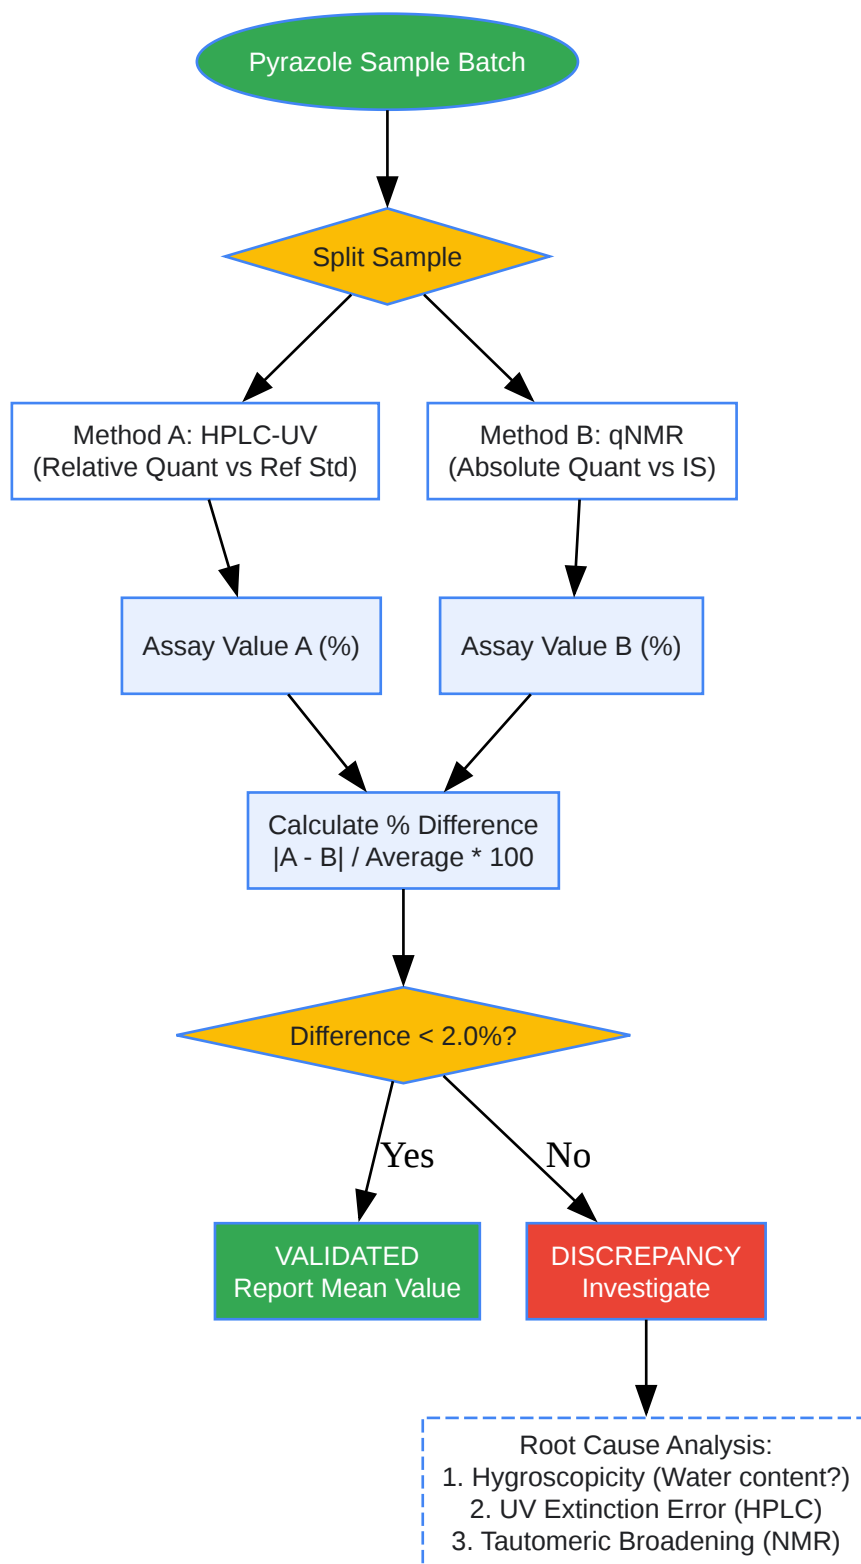 Pyrazole Sample Batch
Split Sample
Method A: HPLC-UV
(Relative Quant vs Ref Std)
Method B: qNMR
(Absolute Quant vs IS)
Assay Value A (%)
Assay Value B (%)
Calculate % Difference
|A - B| / Average * 100
Difference < 2.0%?
Yes
No
VALIDATED
Report Mean Value
DISCREPANCY
Investigate
Root Cause Analysis:
1. Hygroscopicity (Water content?)
2. UV Extinction Error (HPLC)
3. Tautomeric Broadening (NMR)